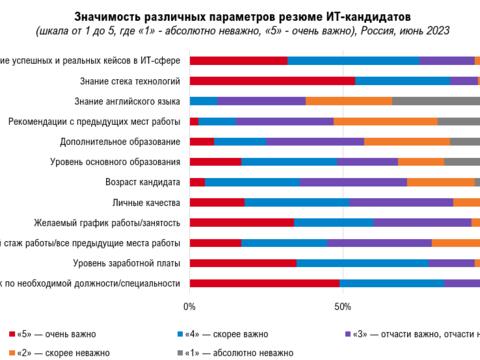 Значимость различных параметров резюме ИТ-кандидатов
(шкала от 1 до 5, где «1» - абсолютно неважно, «5» - очень важно), Россия, июнь 2023
ие успешных и реальных кейсов в ИТ-сфере
Знание стека технологий
Знание английского языка
Рекомендации с предыдущих мест работы
Дополнительное образование
Уровень основного образования
Возраст кандидата
Личные качества
Желаемый график работы/занятость
й стаж работы/все предыдущие места работы
Уровень заработной платы
ж по необходимой должности/специальности
0% 50%
«5» — очень важно «4» — скорее важно «3» — отчасти важно, отчасти н
«2» — скорее неважно «1» — абсолютно неважно